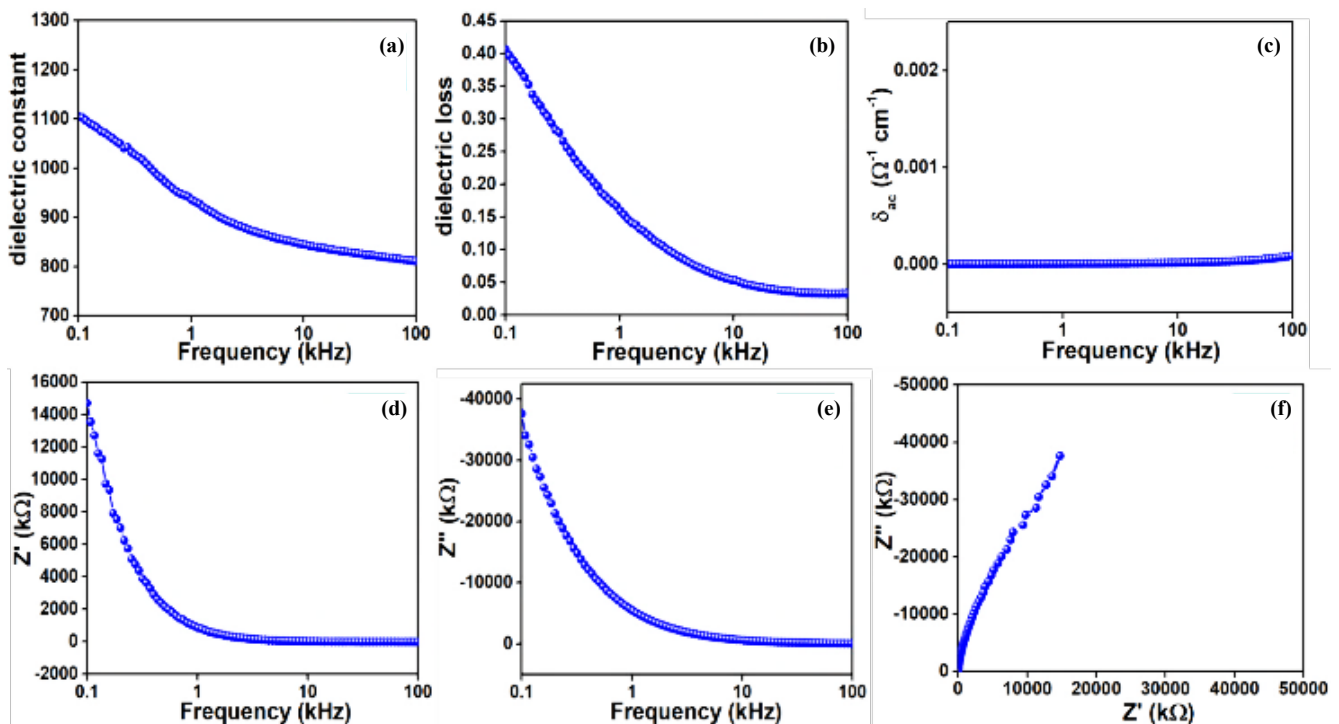 (a)
dielectric constant
1300
1200
1100
1000
900
800
700
0.1 1 10 100
Frequency (kHz)
(b)
dielectric loss
0.45
0.40
0.35
0.30
0.25
0.20
0.15
0.10
0.05
0.00
0.1 1 10 100
Frequency (kHz)
(c)
δac (Ω-1 cm-1)
0.002
0.001
0.000
0.1 1 10 100
Frequency (kHz)
(d)
Z' (kΩ)
16000
14000
12000
10000
8000
6000
4000
2000
0
-2000
0.1 1 10 100
Frequency (kHz)
(e)
Z'' (kΩ)
-40000
-30000
-20000
-10000
0
0.1 1 10 100
Frequency (kHz)
(f)
Z'' (kΩ)
-50000
-40000
-30000
-20000
-10000
0
0 10000 20000 30000 40000 50000
Z' (kΩ)